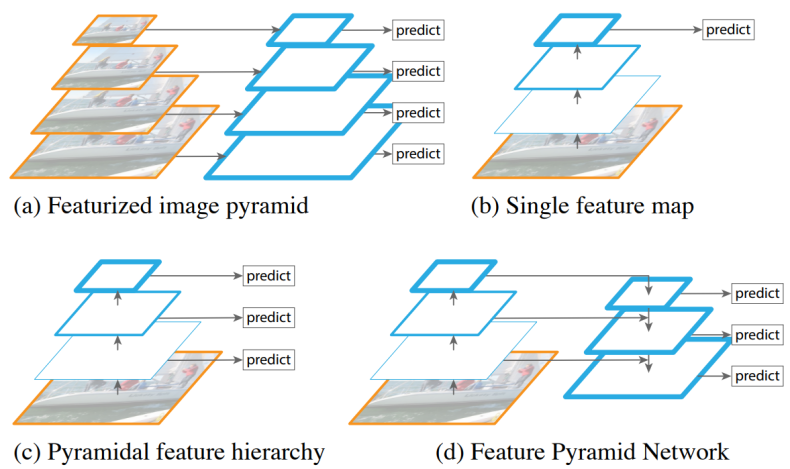 predict
predict
predict
predict
(a) Featurized image pyramid
predict
(b) Single feature map
predict
predict
predict
(c) Pyramidal feature hierarchy
predict
predict
predict
(d) Feature Pyramid Network